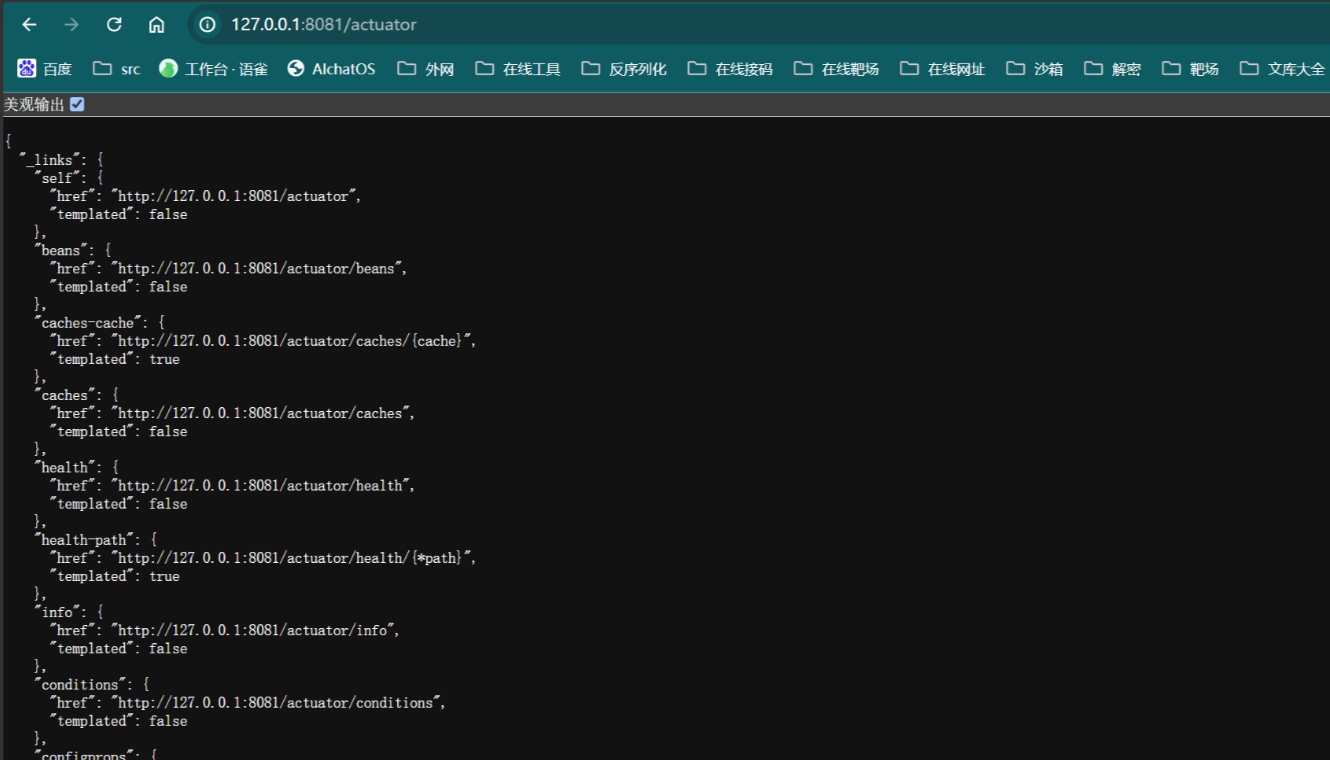 127.0.0.1:8081/actuator
百度 src 工作台 · 语雀 AIchatOS 外网 在线工具 反序列化 在线接码 在线靶场 在线网址 沙箱 解密 靶场 文库大全
美观输出
{
"_links": {
"self": {
"href": "http://127.0.0.1:8081/actuator",
"templated": false
},
"beans": {
"href": "http://127.0.0.1:8081/actuator/beans",
"templated": false
},
"caches-cache": {
"href": "http://127.0.0.1:8081/actuator/caches/{cache}",
"templated": true
},
"caches": {
"href": "http://127.0.0.1:8081/actuator/caches",
"templated": false
},
"health": {
"href": "http://127.0.0.1:8081/actuator/health",
"templated": false
},
"health-path": {
"href": "http://127.0.0.1:8081/actuator/health/{*path}",
"templated": true
},
"info": {
"href": "http://127.0.0.1:8081/actuator/info",
"templated": false
},
"conditions": {
"href": "http://127.0.0.1:8081/actuator/conditions",
"templated": false
},
"configprops": {